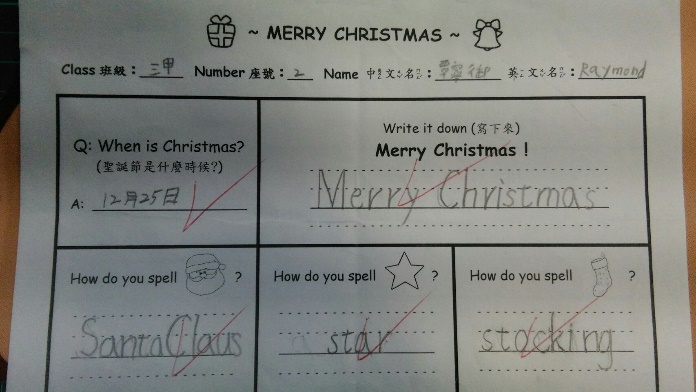 ~ MERRY CHRISTMAS ~
Class 班級：三甲 Number 座號：2 Name 中文名： 英文名：Raymond
Q: When is Christmas?
(聖誕節是什麼時候?)
A: 12月25日
Write it down (寫下來)
Merry Christmas !
Merry Christmas
How do you spell ?
Santa Claus
How do you spell ?
star
How do you spell ?
stocking